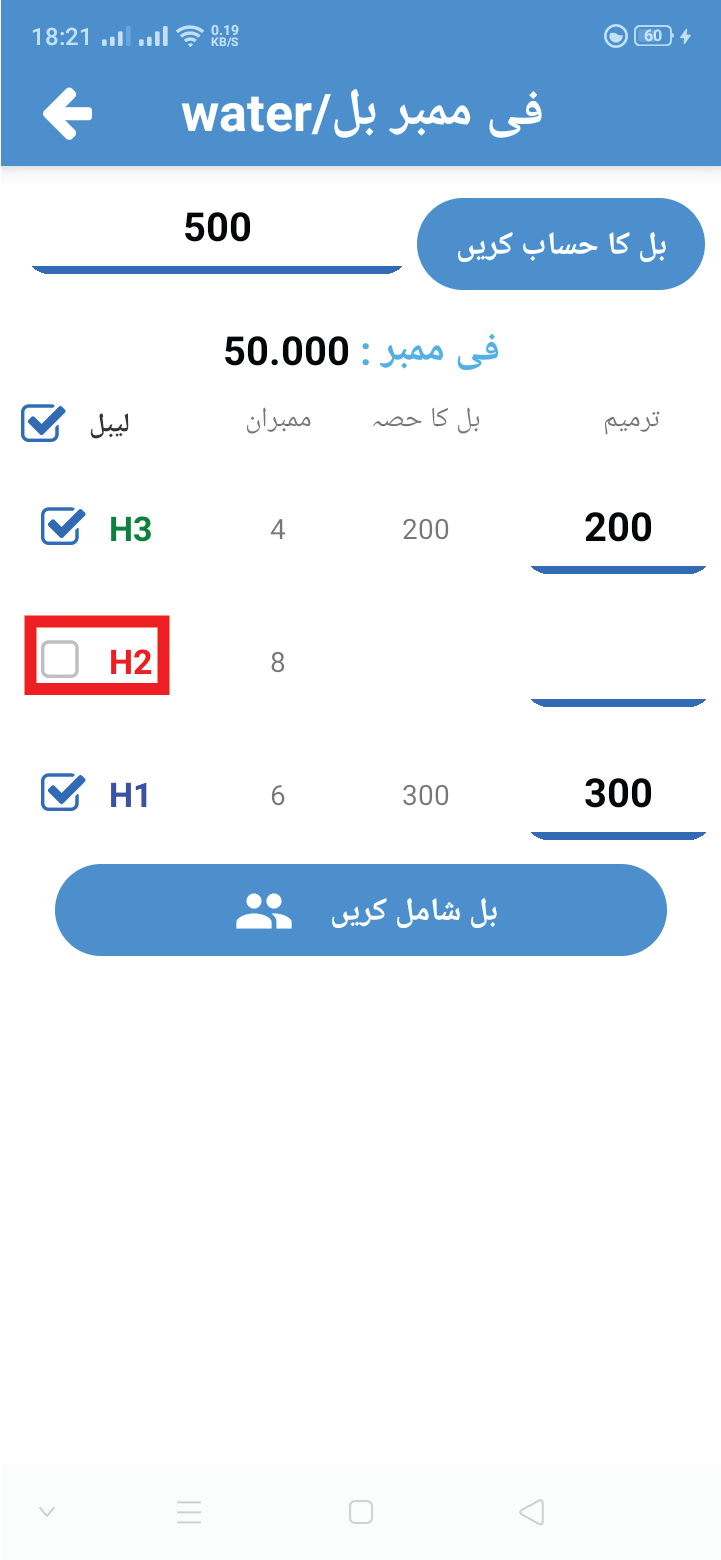 18:21 0.19 KB/S 60
فی ممبر بل/water
500
بل کا حساب کریں
فی ممبر : 50.000
لیبل ممبران بل کا حصہ ترمیم
H3 4 200 200
H2 8
H1 6 300 300
بل شامل کریں